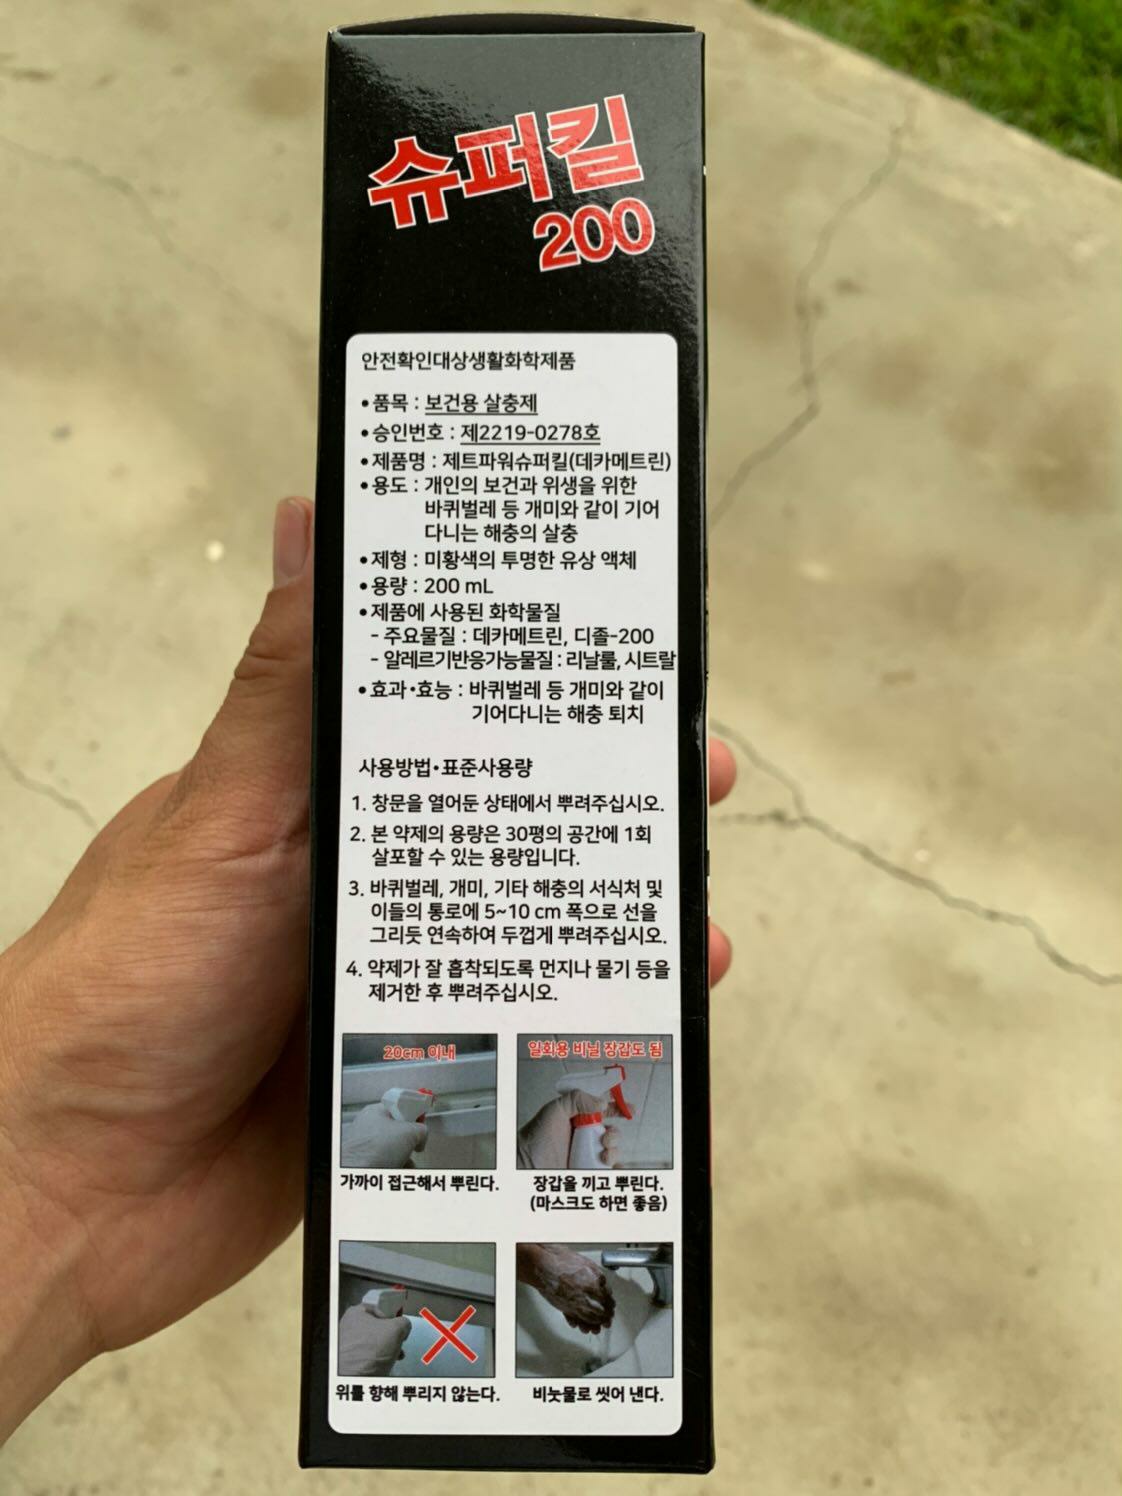 슈퍼킬
200
안전확인대상생활화학제품
• 품목 : 보건용 살충제
• 승인번호 : 제2219-0278호
• 제품명 : 제트파워슈퍼킬(데카메트린)
• 용도 : 개인의 보건과 위생을 위한
바퀴벌레 등 개미와 같이 기어
다니는 해충의 살충
• 제형 : 미황색의 투명한 유상 액체
• 용량 : 200 mL
• 제품에 사용된 화학물질
- 주요물질 : 데카메트린, 디졸-200
- 알레르기반응가능물질 : 리날룰, 시트랄
• 효과•효능 : 바퀴벌레 등 개미와 같이
기어다니는 해충 퇴치
사용방법•표준사용량
1. 창문을 열어둔 상태에서 뿌려주십시오.
2. 본 약제의 용량은 30평의 공간에 1회
살포할 수 있는 용량입니다.
3. 바퀴벌레, 개미, 기타 해충의 서식처 및
이들의 통로에 5~10 cm 폭으로 선을
그리듯 연속하여 두껍게 뿌려주십시오.
4. 약제가 잘 흡착되도록 먼지나 물기 등을
제거한 후 뿌려주십시오.
20cm 이내
일회용 비닐 장갑도 됨
가까이 접근해서 뿌린다.
장갑을 끼고 뿌린다.
(마스크도 하면 좋음)
위를 향해 뿌리지 않는다.
비눗물로 씻어 낸다.